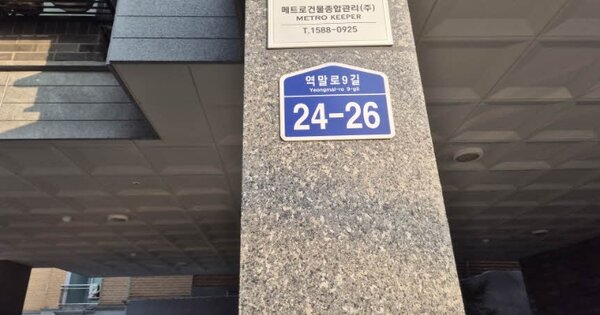 메트로건물종합관리(주)
METRO KEEPER
T.1588-0925
역말로9길
Yeongmal-ro 9-gil
24-26